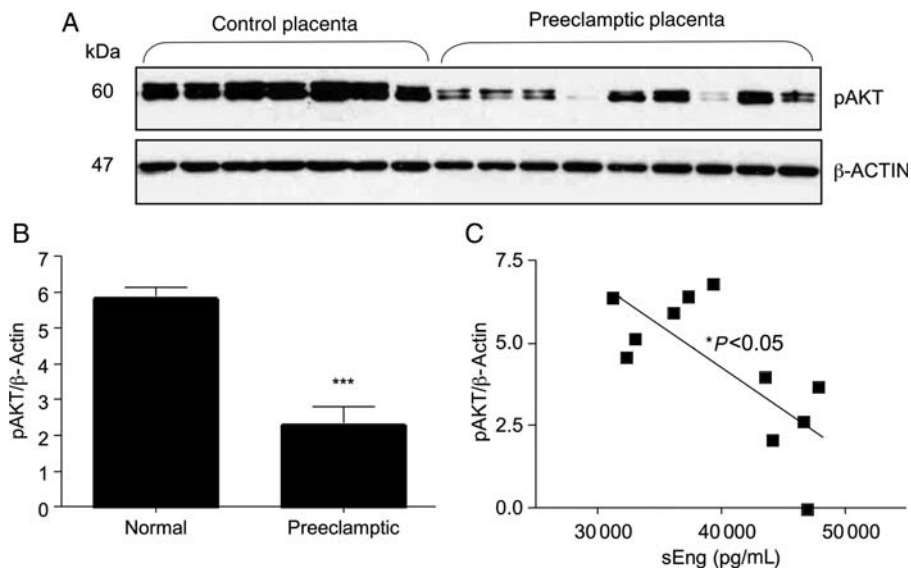 A
Control placenta
Preeclamptic placenta
kDa
60
pAKT
47
β-ACTIN
B
7
6
5
4
3
2
1
0
pAKT/β- Actin
***
Normal
Preeclamptic
C
7.5
5.0
2.5
0.0
pAKT/β-Actin
*P<0.05
30 000
40 000
50 000
sEng (pg/mL)